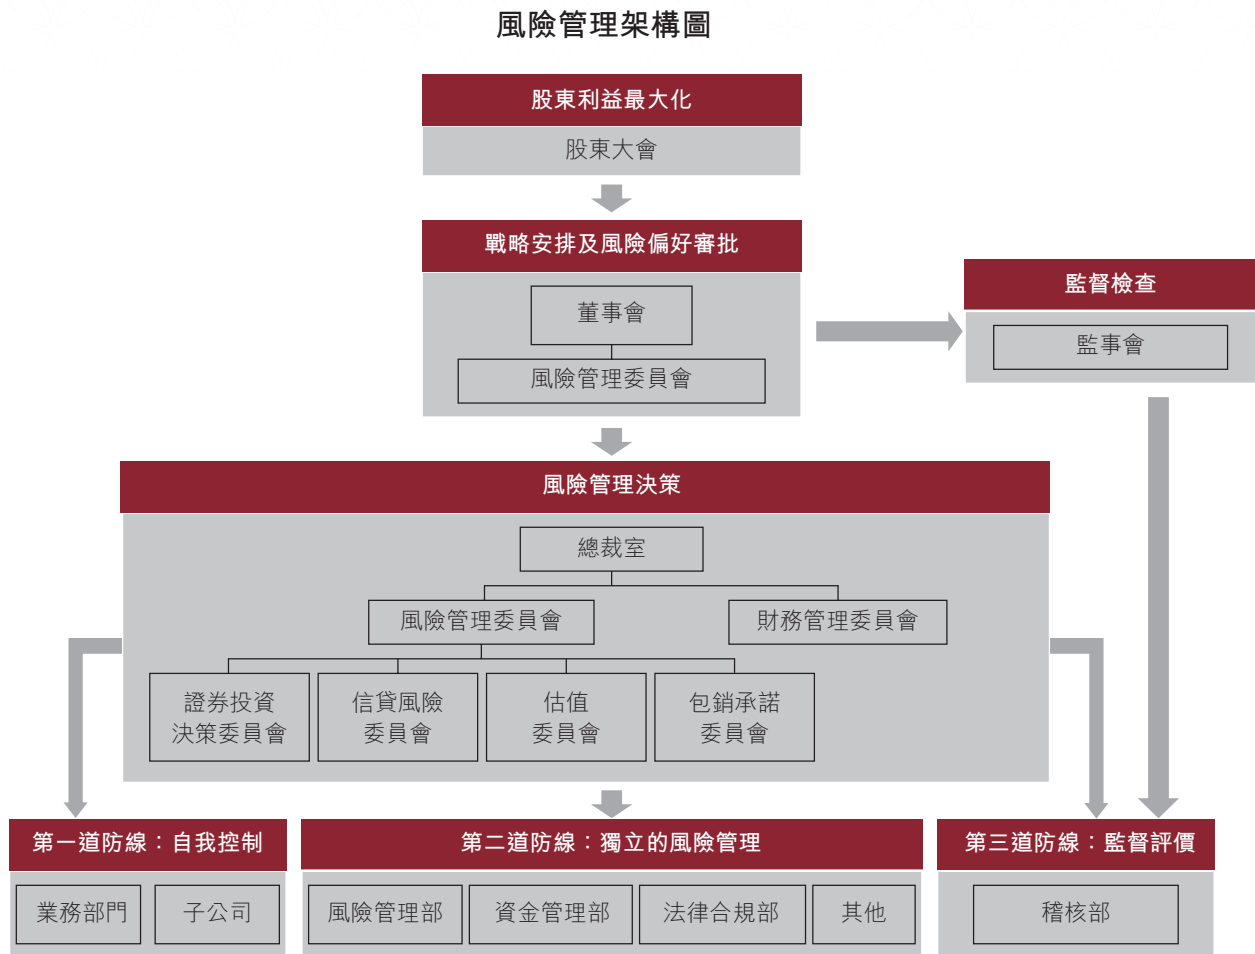 風險管理架構圖
股東利益最大化
股東大會
戰略安排及風險偏好審批
董事會
風險管理委員會
監督檢查
監事會
風險管理決策
總裁室
風險管理委員會
財務管理委員會
證券投資
決策委員會
信貸風險
委員會
估值
委員會
包銷承諾
委員會
第一道防線：自我控制
業務部門
子公司
第二道防線：獨立的風險管理
風險管理部
資金管理部
法律合規部
其他
第三道防線：監督評價
稽核部